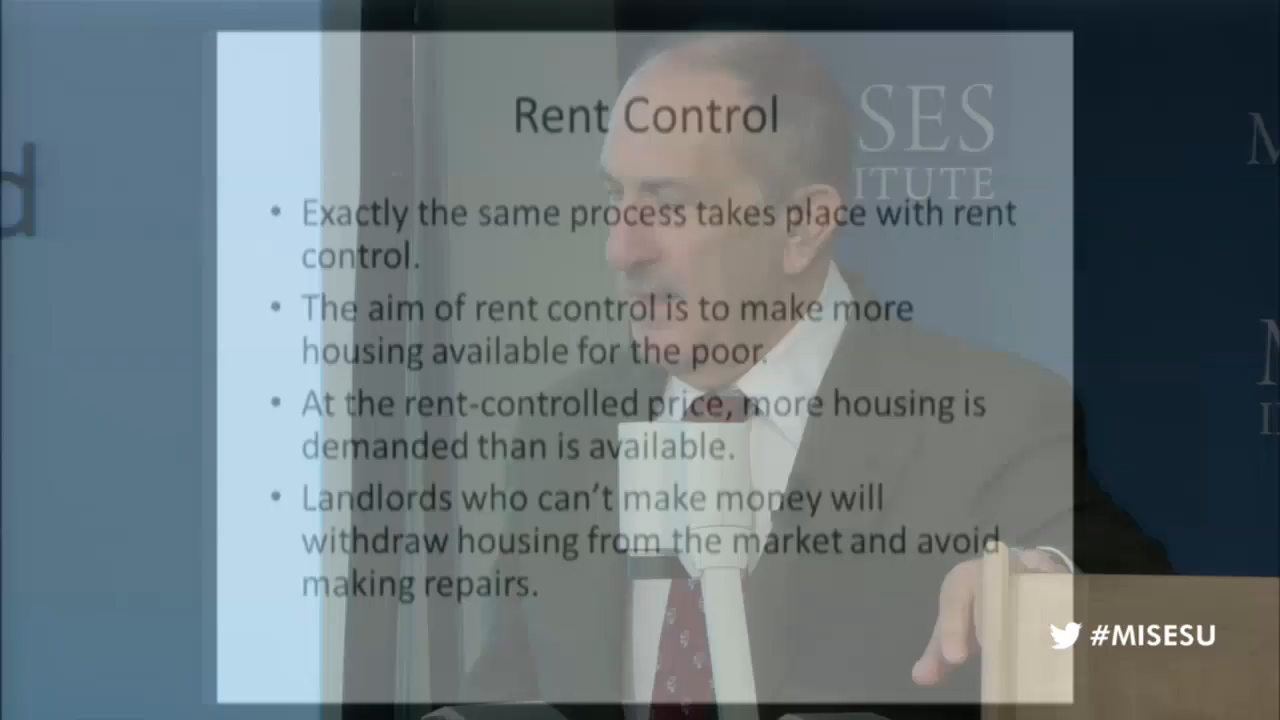 Rent Control
• Exactly the same process takes place with rent
control.
• The aim of rent control is to make more
housing available for the poor.
• At the rent-controlled price, more housing is
demanded than is available.
• Landlords who can't make money will
withdraw housing from the market and avoid
making repairs.
SES
ITUTE
d
M
M
I
#MISESU